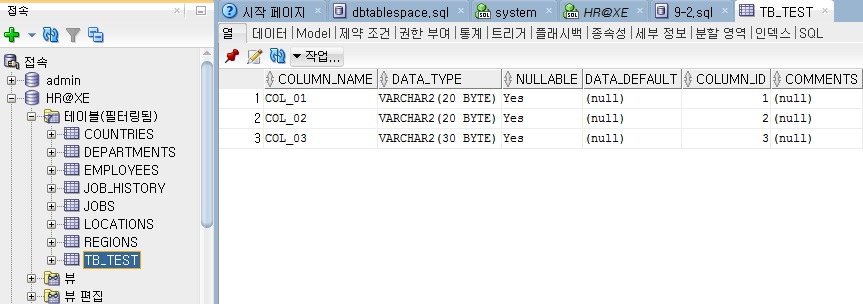 접속
시작 페이지
dbtablespace,sql
system
HR@XE
9-2,sql
TB_TEST
열 | 데이터 | Model | 제약 조건 | 권한 부여 | 통계 | 트리거 | 플래시백 | 종속성 | 세부 정보 | 분할 영역 | 인덱스 | SQL
작업...
접속
admin
HR@XE
테이블(필터링됨)
COUNTRIES
DEPARTMENTS
EMPLOYEES
JOB_HISTORY
JOBS
LOCATIONS
REGIONS
TB_TEST
뷰
뷰 편집
COLUMN_NAME DATA_TYPE NULLABLE DATA_DEFAULT COLUMN_ID COMMENTS
1 COL_01 VARCHAR2(20 BYTE) Yes (null) 1 (null)
2 COL_02 VARCHAR2(20 BYTE) Yes (null) 2 (null)
3 COL_03 VARCHAR2(30 BYTE) Yes (null) 3 (null)